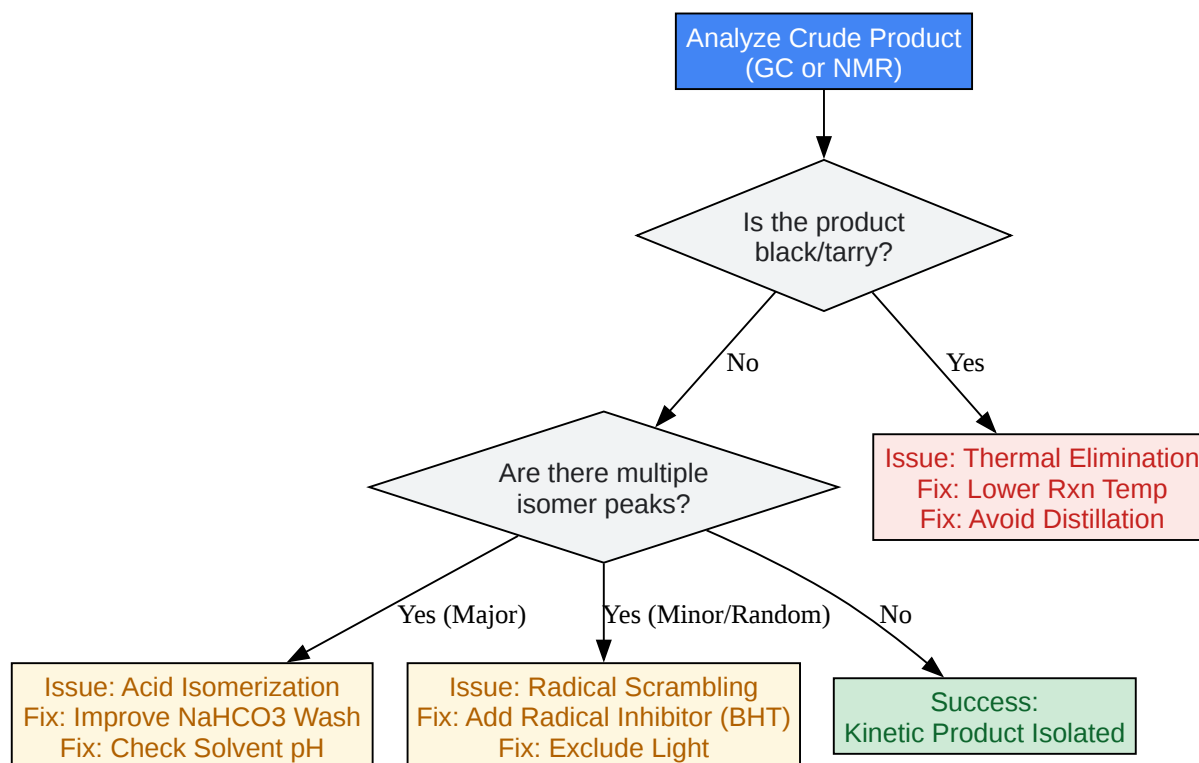 Analyze Crude Product
(GC or NMR)
Is the product
black/tarry?
No
Yes
Are there multiple
isomer peaks?
Issue: Thermal Elimination
Fix: Lower Rxn Temp
Fix: Avoid Distillation
Yes (Major)
Yes (Minor/Random)
No
Issue: Acid Isomerization
Fix: Improve NaHCO3 Wash
Fix: Check Solvent pH
Issue: Radical Scrambling
Fix: Add Radical Inhibitor (BHT)
Fix: Exclude Light
Success:
Kinetic Product Isolated